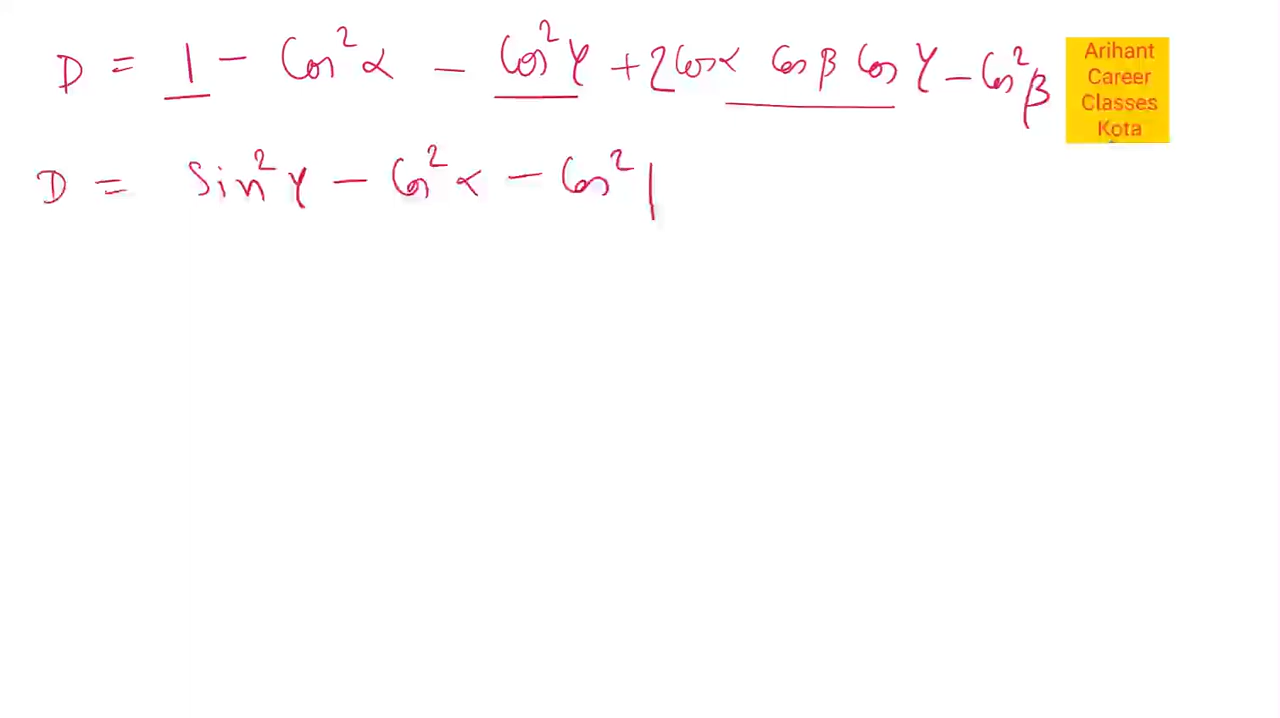 D = 1 - Cos²α - Cos²γ + 2Cosα Cosβ Cosγ - Cos²β
Arihant
Career
Classes
Kota
D = Sin²γ - Cos²α - Cos²